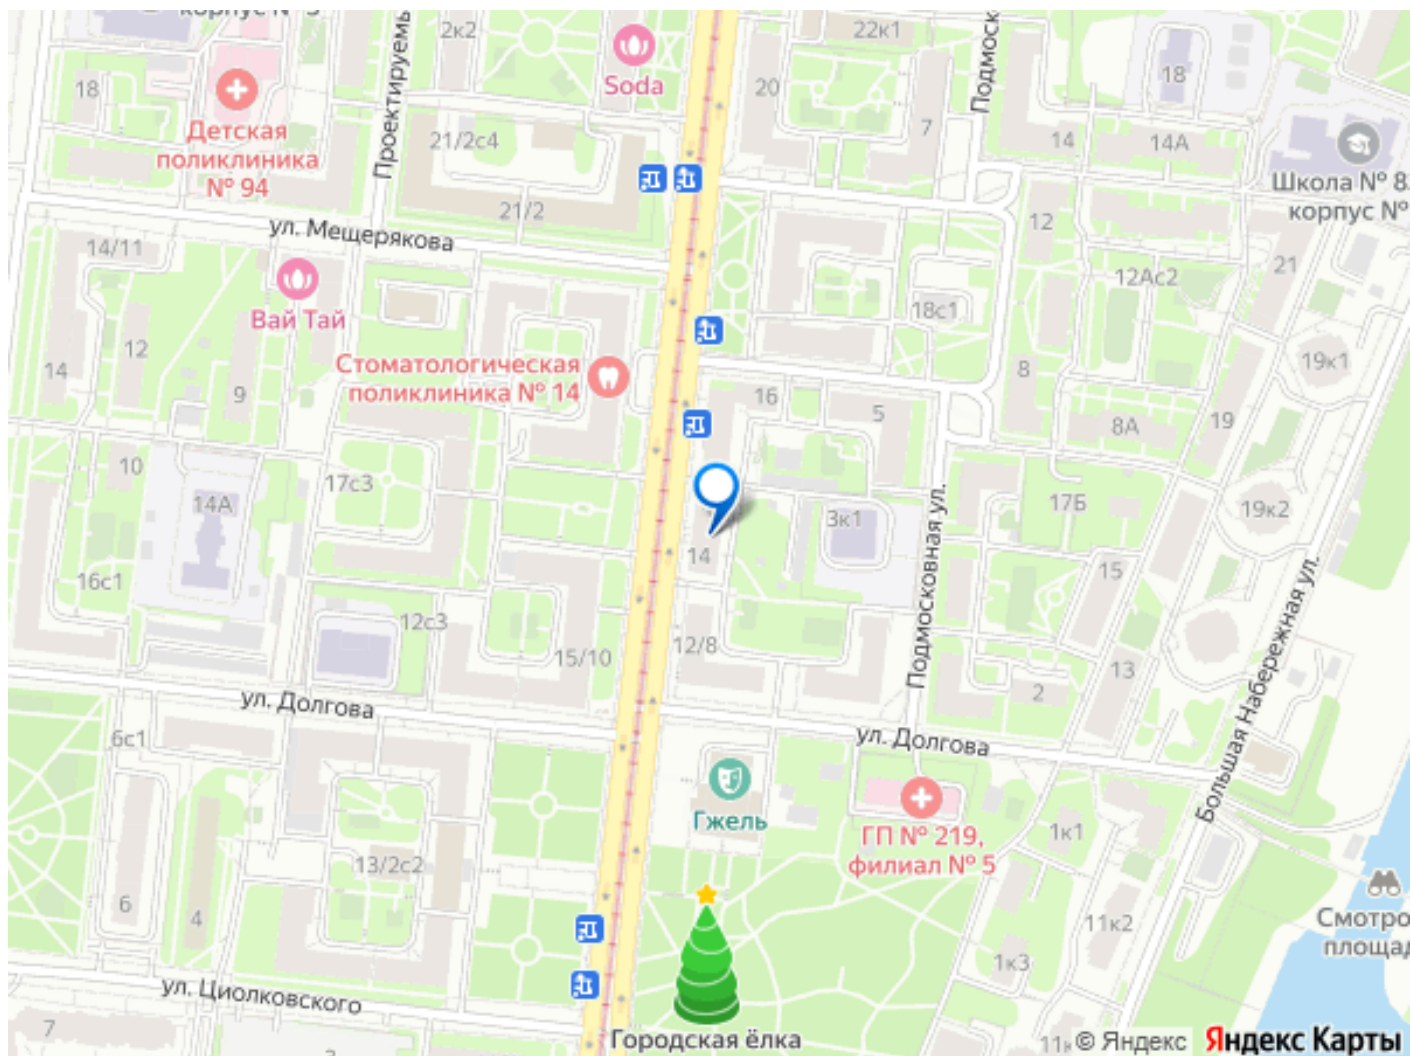 2к2
22к1
Подмоск
Проектируемы
Soda
18
20
18
Детская
поликлиника
№ 94
21/2с4
7
14
14А
Школа № 8
корпус №
21/2
12
ул. Мещерякова
14/11
21
12Ас2
Вай Тай
18с1
Стоматологическая
поликлиника № 14
12
14
9
8
19к1
16
5
19
8А
10
17с3
14А
17Б
19к2
3к1
14
Подмосковная ул.
15
16с1
12с3
12/8
15/10
13
2
Большая Набережная ул.
ул. Долгова
6с1
ул. Долгова
Гжель
ГП № 219,
филиал № 5
1к1
13/2с2
6
4
11к2
Смотро
площад
1к3
ул. Циолковского
7
Городская ёлка
© Яндекс
Яндекс Карты